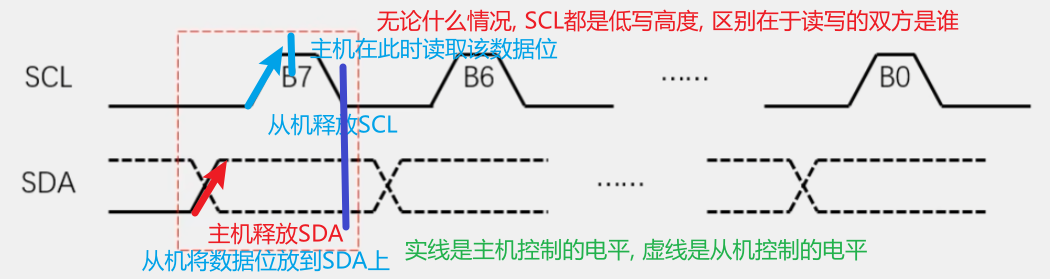 无论什么情况, SCL都是低写高度, 区别在于读写的双方是谁
主机在此时读取该数据位
SCL B7 B6 ...... B0
从机释放SCL
SDA ......
主机释放SDA
从机将数据位放到SDA上
实线是主机控制的电平, 虚线是从机控制的电平